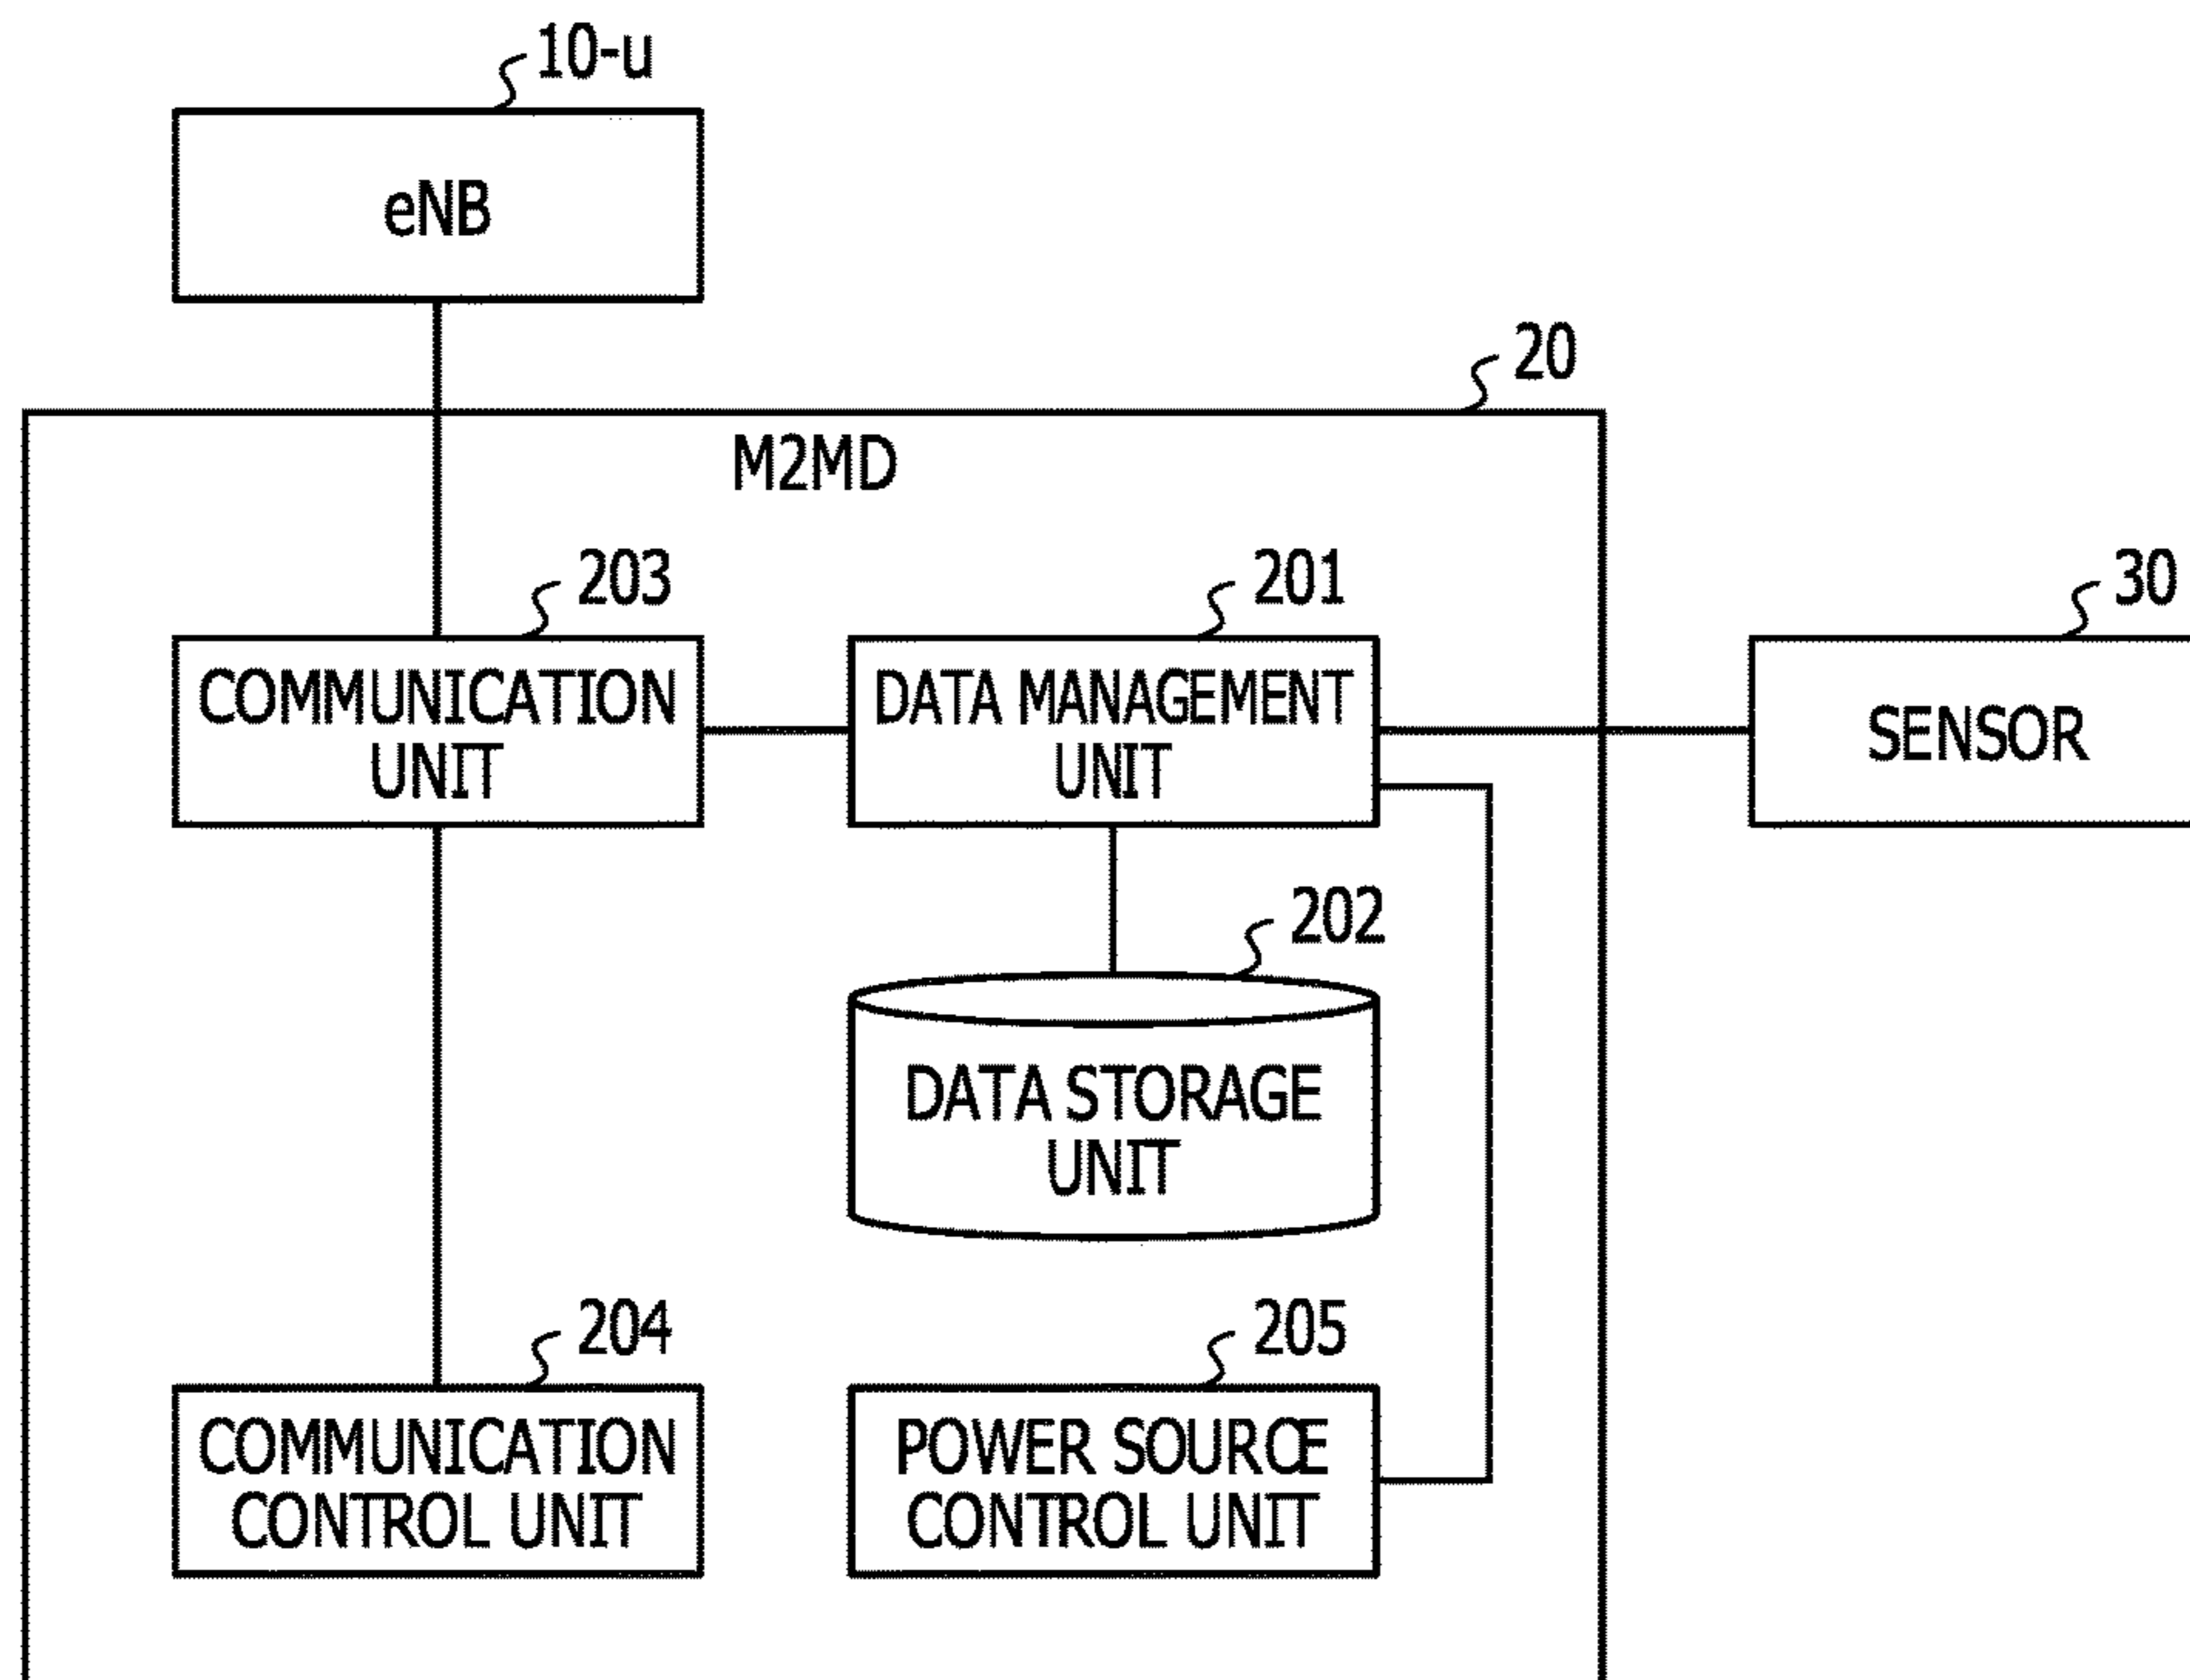 10-u
eNB
20
M2MD
203
201
30
COMMUNICATION
UNIT
DATA MANAGEMENT
UNIT
SENSOR
202
DATA STORAGE
UNIT
204
205
COMMUNICATION
CONTROL UNIT
POWER SOURCE
CONTROL UNIT